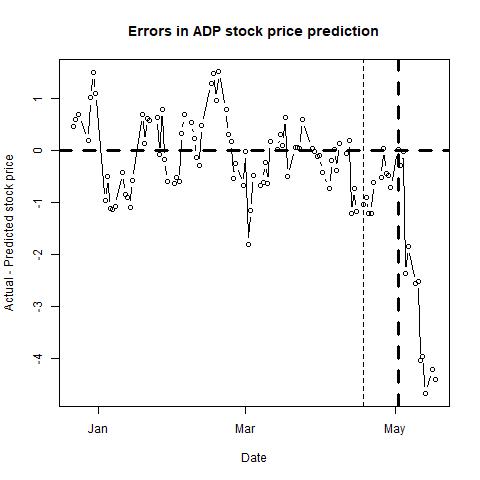 Errors in ADP stock price prediction
Actual - Predicted stock price
1
0
-1
-2
-3
-4
Jan
Mar
May
Date